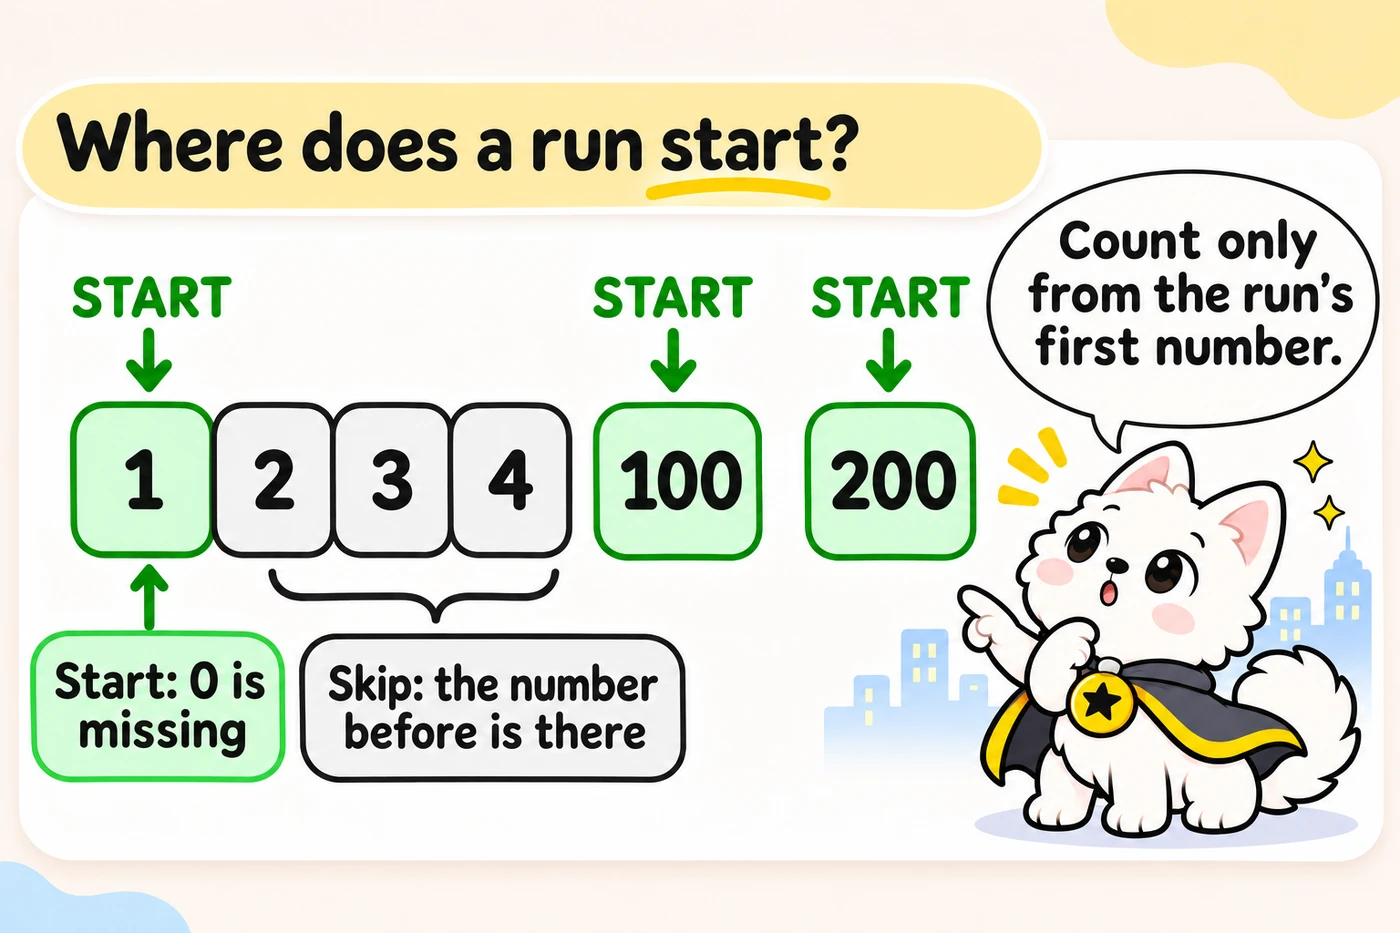 Where does a run start?
Count only
from the run's
first number.
START
START
START
1
2
3
4
100
200
Start: 0 is
missing
Skip: the number
before is there